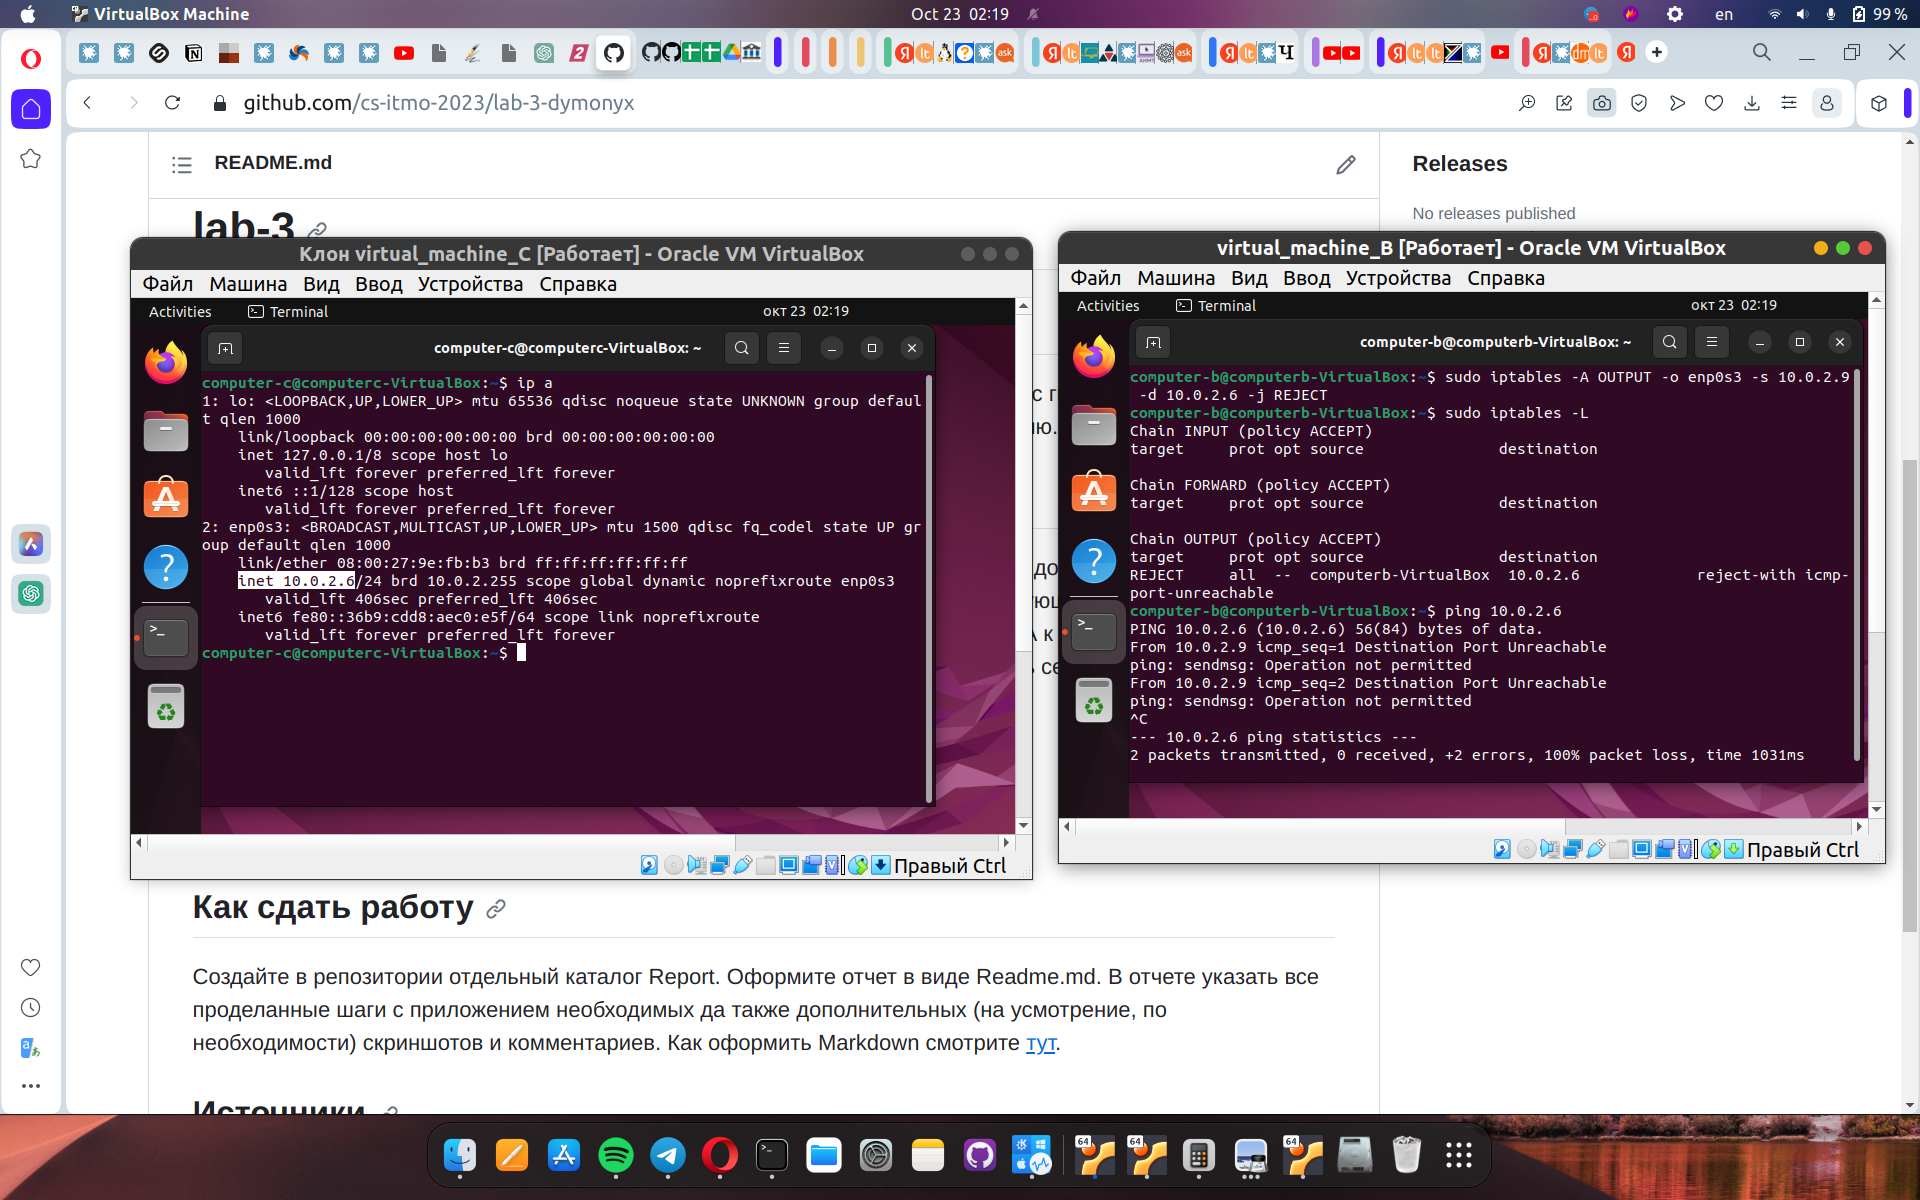 VirtualBox Machine
Oct 23 02:19
en
99 %
github.com/cs-itmo-2023/lab-3-dymonyx
README.md
Releases
No releases published
lab-3
Клон virtual_machine_C [Работает] - Oracle VM VirtualBox
Файл Машина Вид Ввод Устройства Справка
Activities
Terminal
окт 23 02:19
computer-c@computerc-VirtualBox: ~
computer-c@computerc-VirtualBox:~$ ip a
1: lo: <LOOPBACK,UP,LOWER_UP> mtu 65536 qdisc noqueue state UNKNOWN group defaul
t qlen 1000
link/loopback 00:00:00:00:00:00 brd 00:00:00:00:00:00
inet 127.0.0.1/8 scope host lo
valid_lft forever preferred_lft forever
inet6 ::1/128 scope host
valid_lft forever preferred_lft forever
2: enp0s3: <BROADCAST,MULTICAST,UP,LOWER_UP> mtu 1500 qdisc fq_codel state UP gr
oup default qlen 1000
link/ether 08:00:27:9e:fb:b3 brd ff:ff:ff:ff:ff:ff
inet 10.0.2.6/24 brd 10.0.2.255 scope global dynamic noprefixroute enp0s3
valid_lft 406sec preferred_lft 406sec
inet6 fe80::36b9:cdd8:aec0:e5f/64 scope link noprefixroute
valid_lft forever preferred_lft forever
computer-c@computerc-VirtualBox:~$
Правый Ctrl
virtual_machine_B [Работает] - Oracle VM VirtualBox
Файл Машина Вид Ввод Устройства Справка
Activities
Terminal
окт 23 02:19
computer-b@computerb-VirtualBox: ~
computer-b@computerb-VirtualBox:~$ sudo iptables -A OUTPUT -o enp0s3 -s 10.0.2.9
-d 10.0.2.6 -j REJECT
computer-b@computerb-VirtualBox:~$ sudo iptables -L
Chain INPUT (policy ACCEPT)
target prot opt source destination
Chain FORWARD (policy ACCEPT)
target prot opt source destination
Chain OUTPUT (policy ACCEPT)
target prot opt source destination
REJECT all -- computerb-VirtualBox 10.0.2.6 reject-with icmp-
port-unreachable
computer-b@computerb-VirtualBox:~$ ping 10.0.2.6
PING 10.0.2.6 (10.0.2.6) 56(84) bytes of data.
From 10.0.2.9 icmp_seq=1 Destination Port Unreachable
ping: sendmsg: Operation not permitted
From 10.0.2.9 icmp_seq=2 Destination Port Unreachable
ping: sendmsg: Operation not permitted
^C
--- 10.0.2.6 ping statistics ---
2 packets transmitted, 0 received, +2 errors, 100% packet loss, time 1031ms
Правый Ctrl
Как сдать работу
Создайте в репозитории отдельный каталог Report. Оформите отчет в виде Readme.md. В отчете указать все
проделанные шаги с приложением необходимых да также дополнительных (на усмотрение, по
необходимости) скриншотов и комментариев. Как оформить Markdown смотрите тут.
Источники